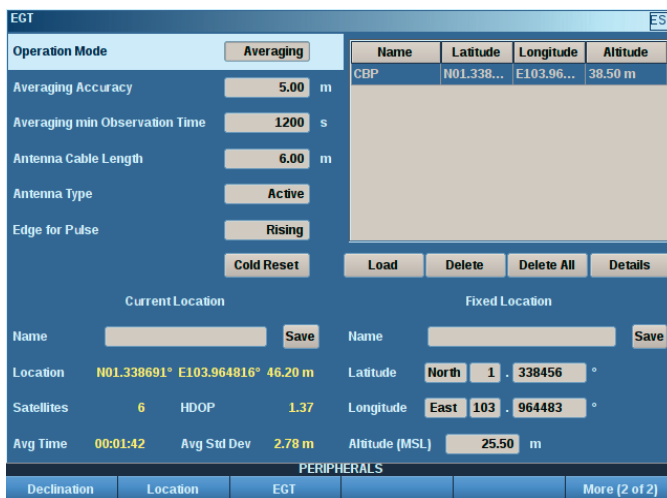 EGT
ES
Operation Mode Averaging
Averaging Accuracy 5.00 m
Averaging min Observation Time 1200 s
Antenna Cable Length 6.00 m
Antenna Type Active
Edge for Pulse Rising
Cold Reset
Name Latitude Longitude Altitude
CBP N01.338... E103.96... 38.50 m
Load Delete Delete All Details
Current Location
Name Save
Location N01.338691° E103.964816° 46.20 m
Satellites 6 HDOP 1.37
Avg Time 00:01:42 Avg Std Dev 2.78 m
Fixed Location
Name Save
Latitude North 1 . 338456 °
Longitude East 103 . 964483 °
Altitude (MSL) 25.50 m
PERIPHERALS
Declination Location EGT More (2 of 2)